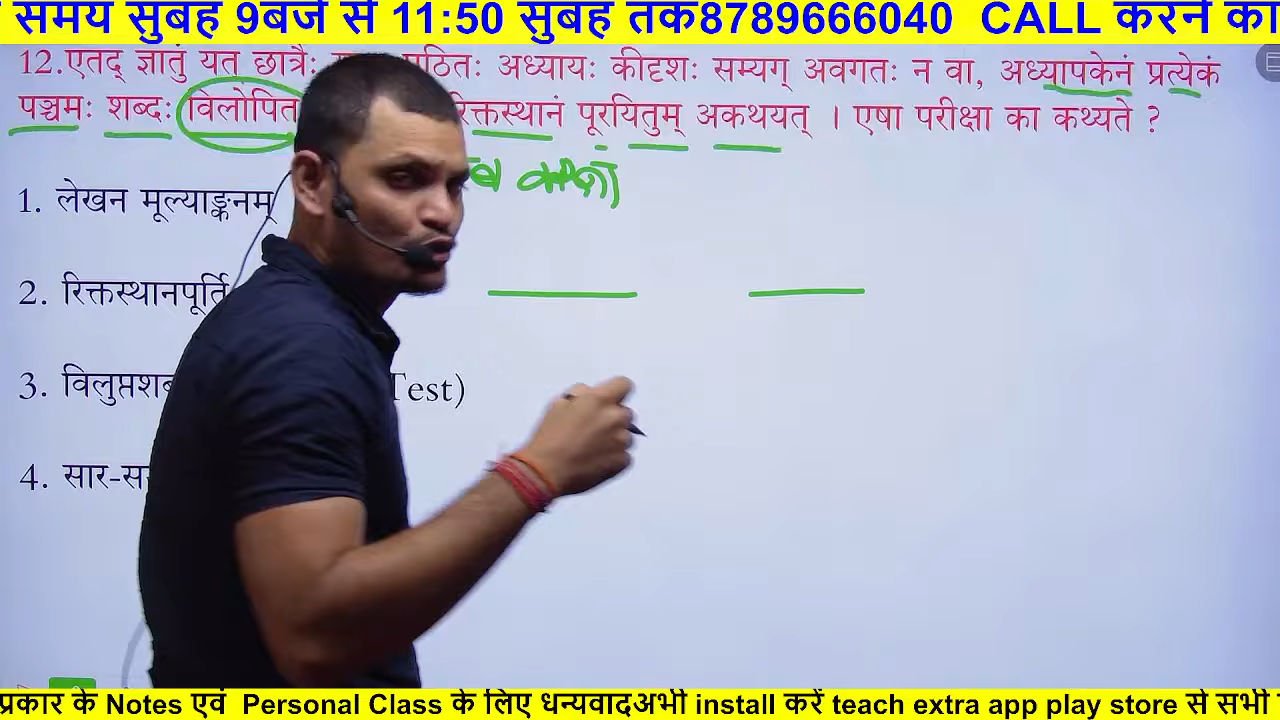 समय सुबह 9बजे से 11:50 सुबह तक8789666040 CALL करने का
12.एतद् ज्ञातुं यत छात्रैः पठितः अध्यायः कीदृशः सम्यग् अवगतः न वा, अध्यापकेनं प्रत्येकं
पञ्चमः शब्दः विलोपित रिक्तस्थानं पूरयितुम् अकथयत् । एषा परीक्षा का कथ्यते ?
1. लेखन मूल्याङ्कनम्
2. रिक्तस्थानपूर्ति
3. Test)
4.
प्रकार के Notes एवं Personal Class के लिए धन्यवादअभी install करें teach extra app play store से सभी